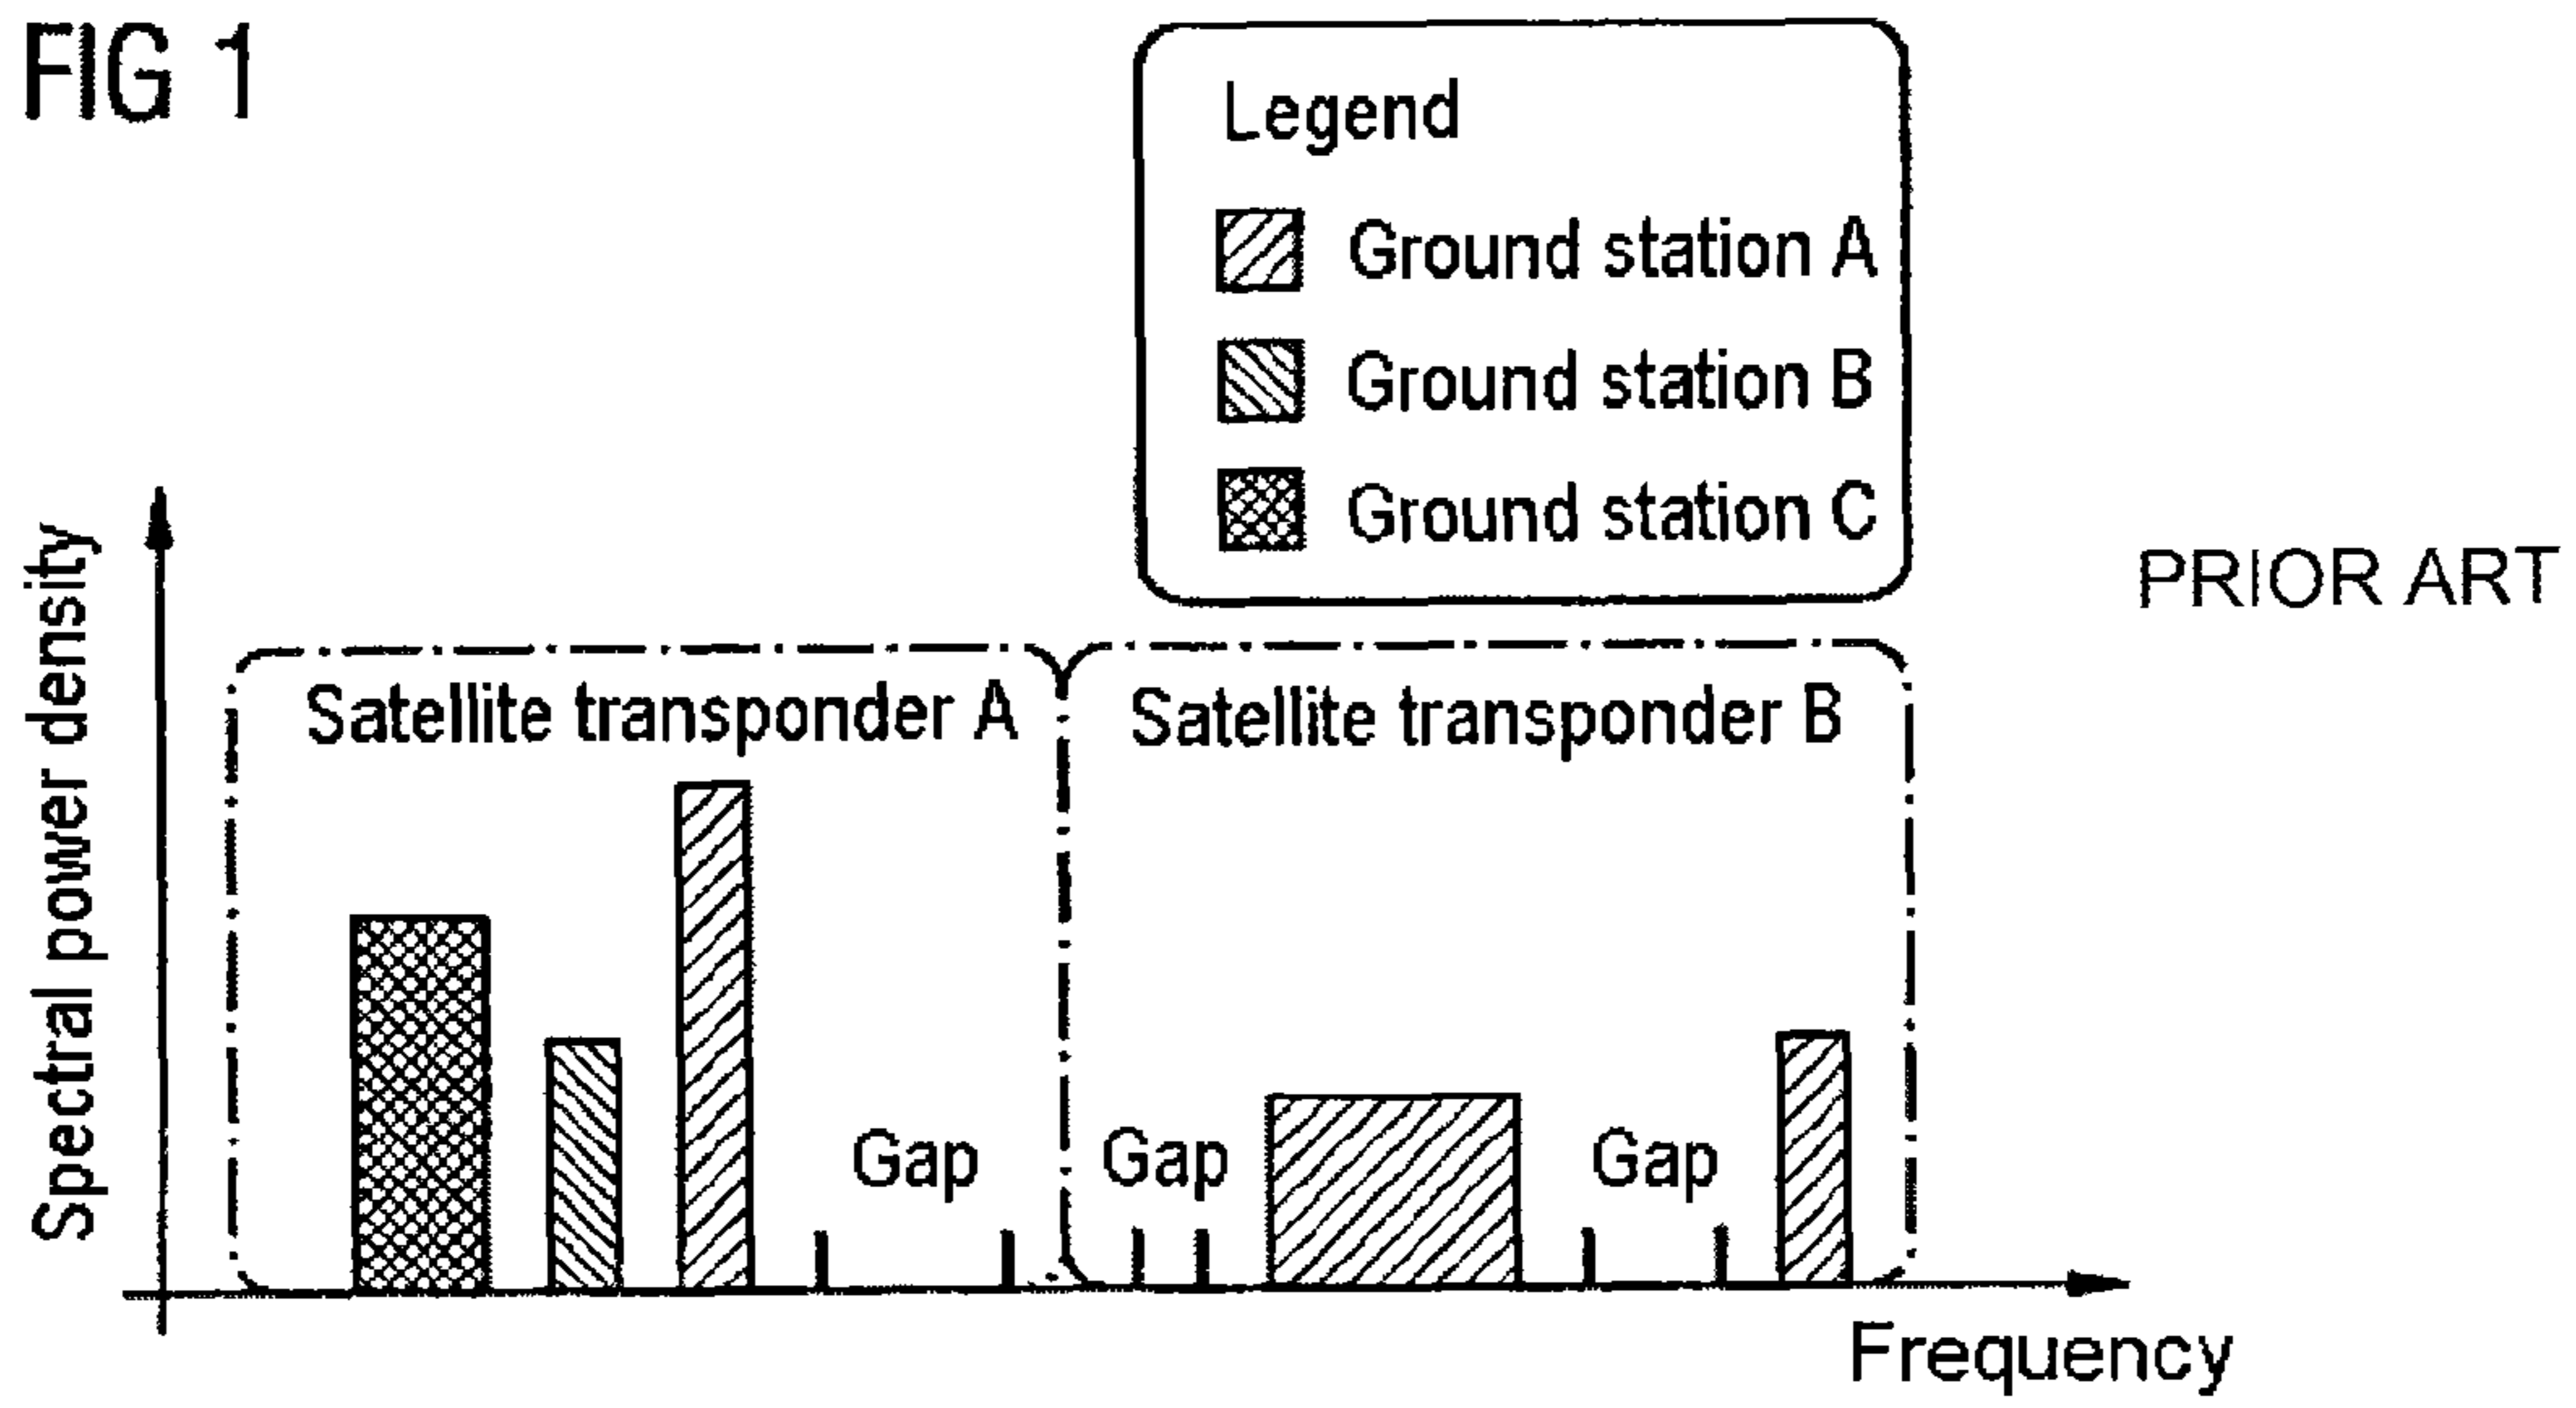 FIG 1
Legend
Ground station A
Ground station B
Ground station C
PRIOR ART
Spectral power density
Satellite transponder A
Satellite transponder B
Gap
Gap
Gap
Frequency